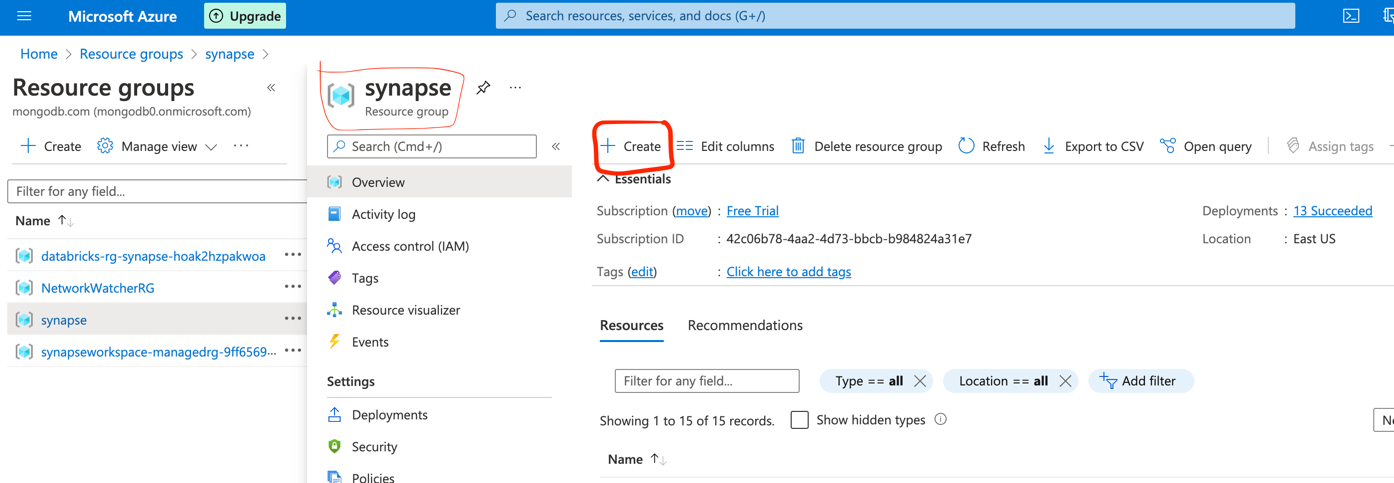 Microsoft Azure
Upgrade
Search resources, services, and docs (G+/)
Home > Resource groups > synapse >
Resource groups
mongodb.com (mongodb0.onmicrosoft.com)
Create
Manage view
Filter for any field...
Name
databricks-rg-synapse-hoak2hzpakwoa
NetworkWatcherRG
synapse
synapseworkspace-managedrg-9ff6569...
synapse
Resource group
Search (Cmd+/)
Overview
Activity log
Access control (IAM)
Tags
Resource visualizer
Events
Settings
Deployments
Security
Policies
Create
Edit columns
Delete resource group
Refresh
Export to CSV
Open query
Assign tags
Essentials
Subscription (move) : Free Trial
Subscription ID : 42c06b78-4aa2-4d73-bbcb-b984824a31e7
Tags (edit) : Click here to add tags
Deployments : 13 Succeeded
Location : East US
Resources
Recommendations
Filter for any field...
Type == all
Location == all
Add filter
Showing 1 to 15 of 15 records.
Show hidden types
Name